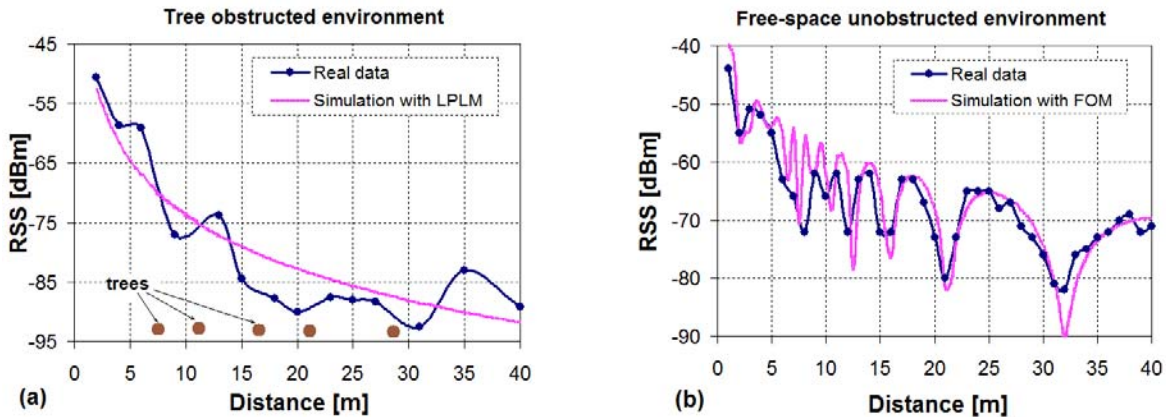 Tree obstructed environment
-45
-55
-65
-75
-85
-95
RSS [dBm]
Real data
Simulation with LPLM
trees
0 5 10 15 20 25 30 35 40
(a)
Distance [m]
Free-space unobstructed environment
-40
-50
-60
-70
-80
-90
RSS [dBm]
Real data
Simulation with FOM
0 5 10 15 20 25 30 35 40
(b)
Distance [m]